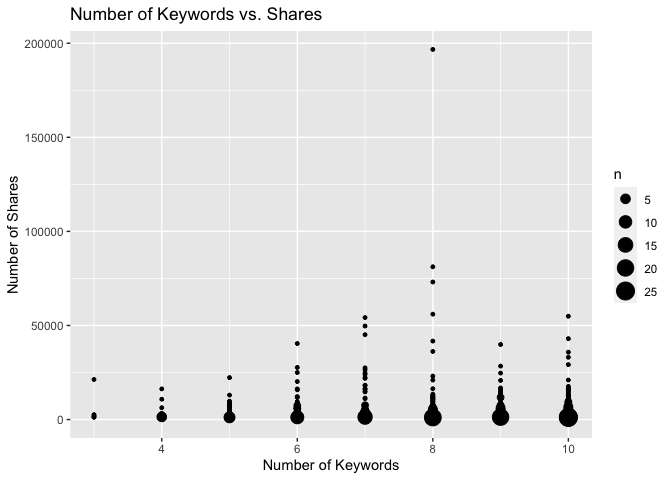 Number of Keywords vs. Shares
200000
150000
100000
50000
0
Number of Shares
4 6 8 10
Number of Keywords
n
5
10
15
20
25